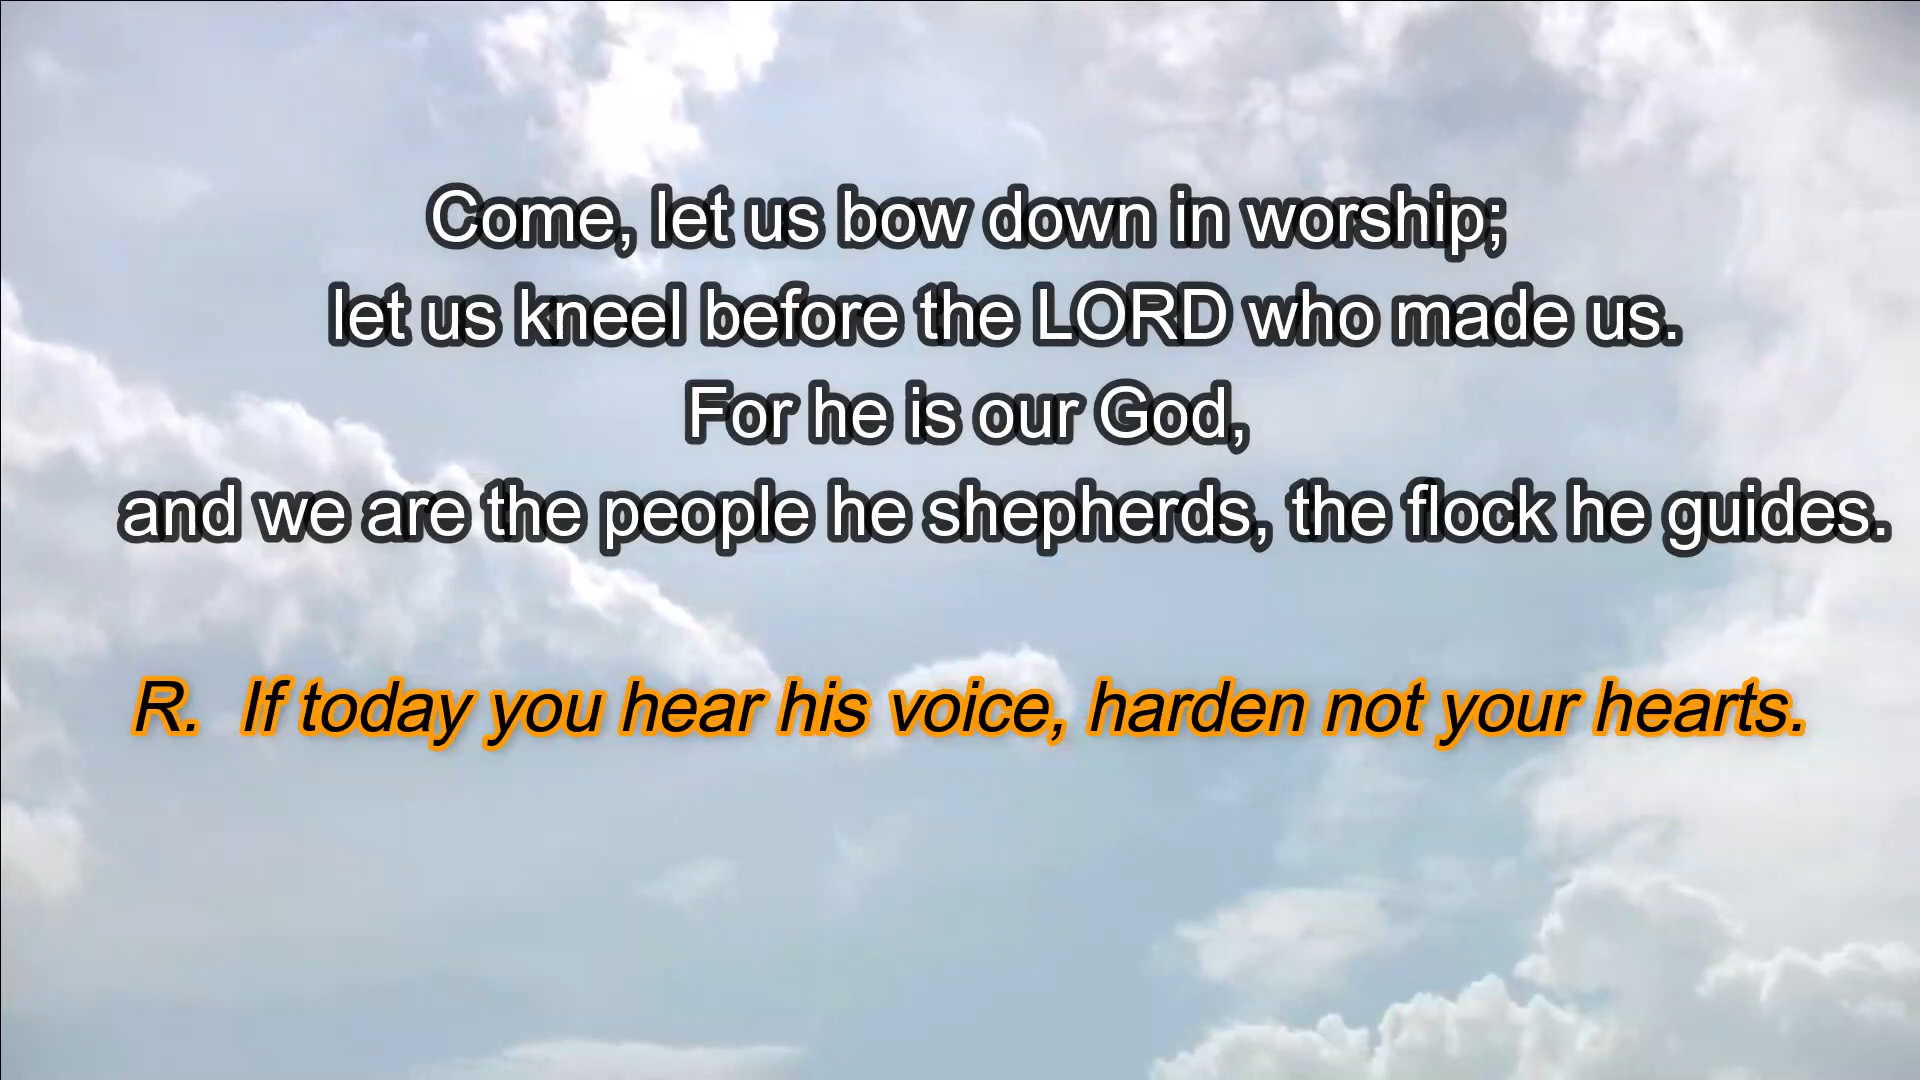 Come, let us bow down in worship;
let us kneel before the LORD who made us.
For he is our God,
and we are the people he shepherds, the flock he guides.
R.  If today you hear his voice, harden not your hearts.